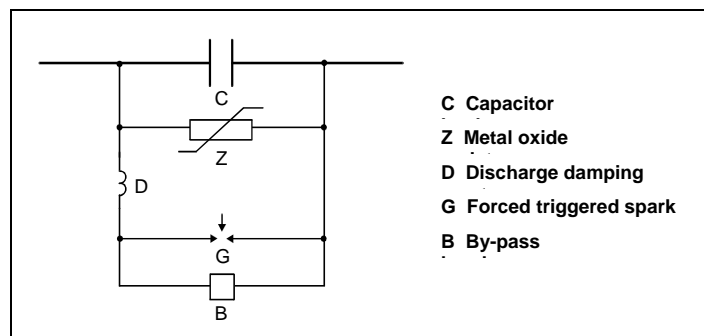 C
Z
D
G
B
C Capacitor
Z Metal oxide
D Discharge damping
G Forced triggered spark
B By-pass